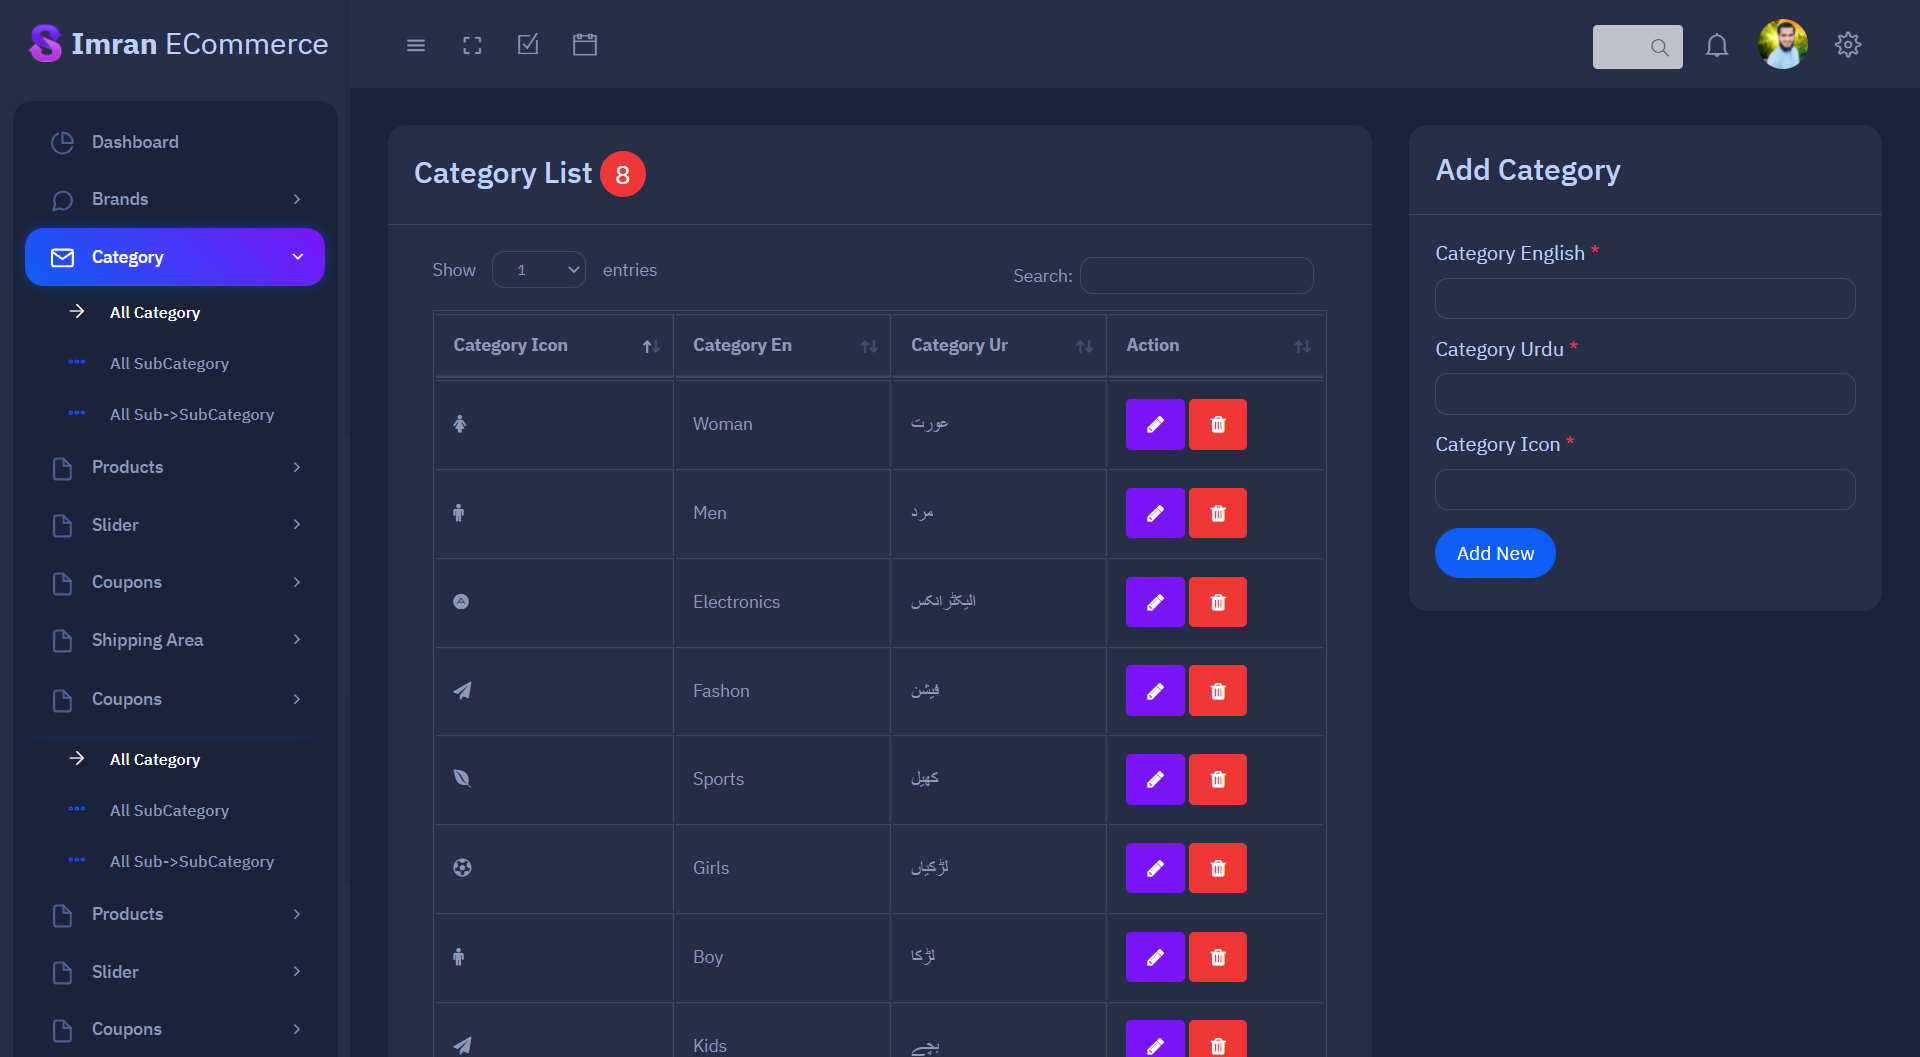 Imran ECommerce
Dashboard
Brands
Category
All Category
All SubCategory
All Sub->SubCategory
Products
Slider
Coupons
Shipping Area
Coupons
All Category
All SubCategory
All Sub->SubCategory
Products
Slider
Coupons
Category List 8
Show 1 entries
Search:
Category Icon Category En Category Ur Action
Woman عورت
Men مرد
Electronics الیکٹرانکس
Fashon فیشن
Sports کھیل
Girls لڑکیاں
Boy لڑکا
Kids بچے
Add Category
Category English *
Category Urdu *
Category Icon *
Add New